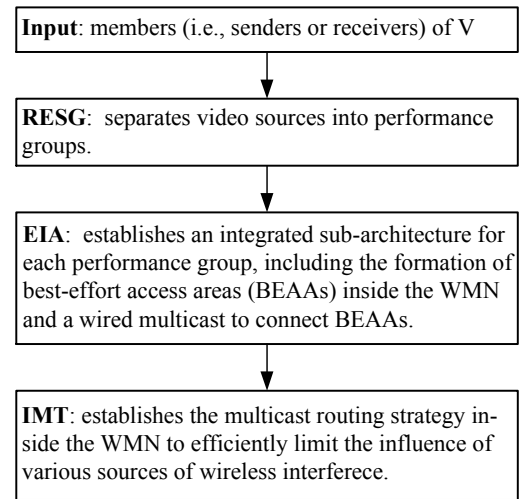 Input: members (i.e., senders or receivers) of V
RESG:  separates video sources into performance
groups.
EIA:  establishes an integrated sub-architecture for
each performance group, including the formation of
best-effort access areas (BEAAs) inside the WMN
and a wired multicast to connect BEAAs.
IMT: establishes the multicast routing strategy in-
side the WMN to efficiently limit the influence of
various sources of wireless interferece.